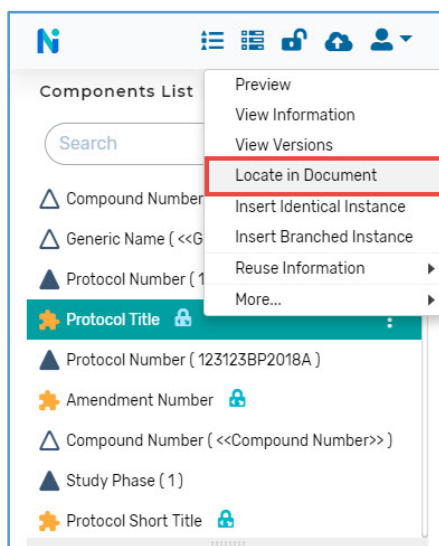 Components List
Search
Preview
View Information
View Versions
Locate in Document
Insert Identical Instance
Insert Branched Instance
Reuse Information
More...
Compound Number
Generic Name ( <<G
Protocol Number ( 1
Protocol Title
Protocol Number ( 123123BP2018A )
Amendment Number
Compound Number ( <<Compound Number>> )
Study Phase ( 1 )
Protocol Short Title